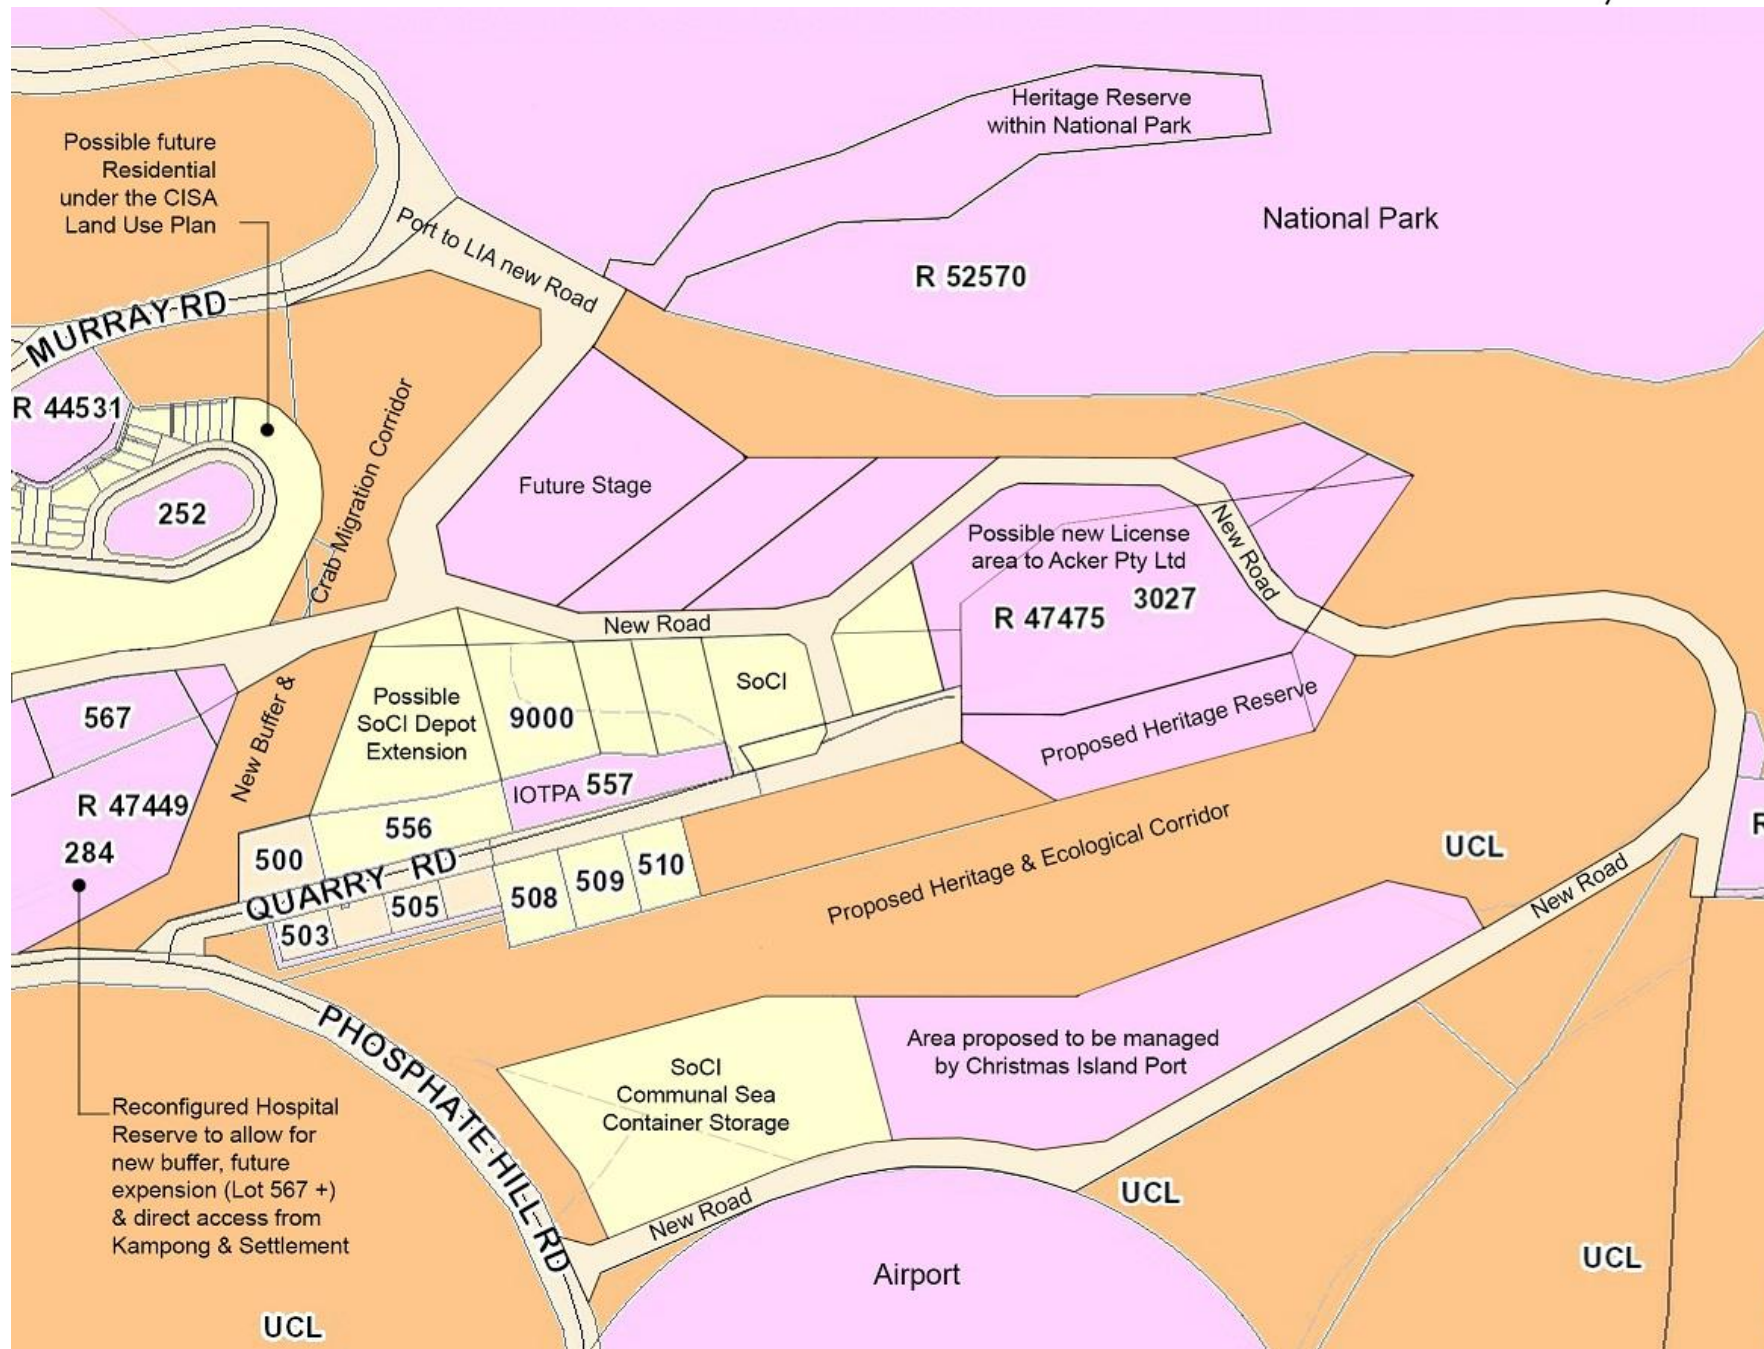 Heritage Reserve
within National Park
Possible future
Residential
under the CISA
Land Use Plan
National Park
Port to LIA new Road
R 52570
MURRAY RD
R 44531
Crab Migration Corridor
Future Stage
252
Possible new License
area to Acker Pty Ltd
New Road
3027
R 47475
New Road
SoCI
Possible
SoCI Depot
Extension
9000
567
New Buffer &
Proposed Heritage Reserve
IOTPA 557
R 47449
556
284
500
QUARRY RD
510
509
508
505
503
Proposed Heritage & Ecological Corridor
UCL
R
New Road
PHOSPHATE HILL RD
Area proposed to be managed
by Christmas Island Port
SoCI
Communal Sea
Container Storage
Reconfigured Hospital
Reserve to allow for
new buffer, future
expension (Lot 567 +)
& direct access from
Kampong & Settlement
New Road
UCL
UCL
Airport
UCL